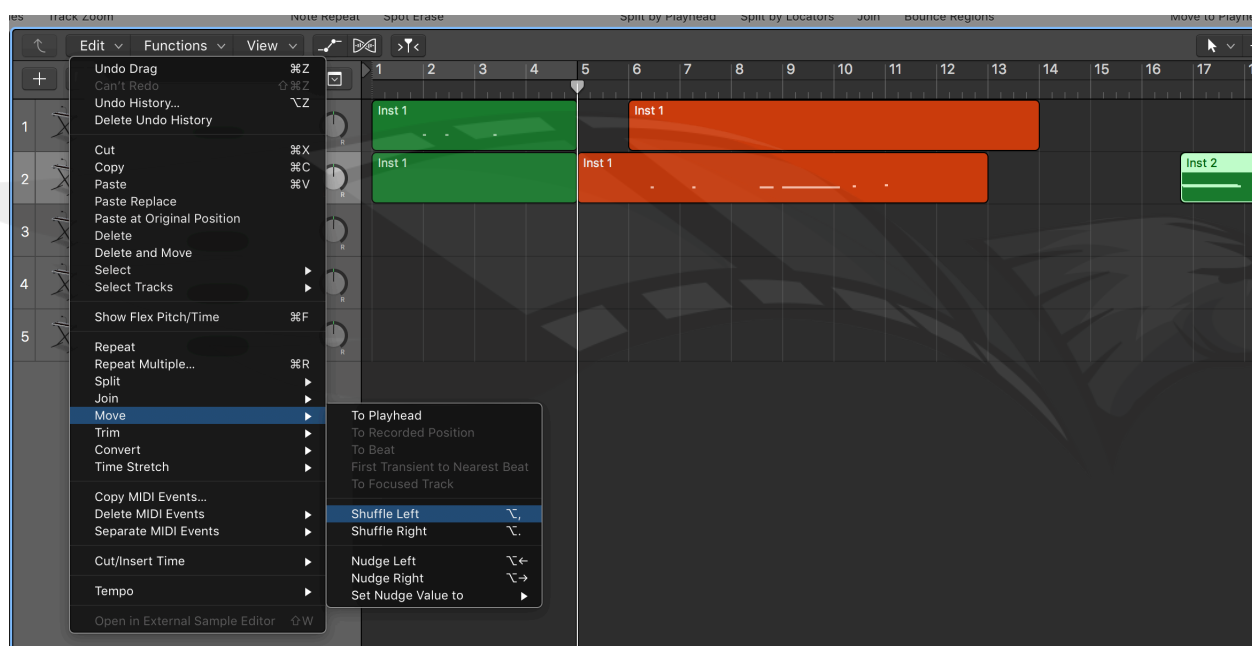 Track Zoom Note Repeat Spot Erase Split by Playhead Split by Locators Join Bounce Regions
Edit Functions View
1 2 3 4 5 6 7 8 9 10 11 12 13 14 15 16 17
Undo Drag ⌘Z
Can't Redo ⇧⌘Z
Undo History... ⌥Z
Delete Undo History
Cut ⌘X
Copy ⌘C
Paste ⌘V
Paste Replace
Paste at Original Position
Delete
Delete and Move
Select
Select Tracks
Show Flex Pitch/Time ⌘F
Repeat
Repeat Multiple... ⌘R
Split
Join
Move
Trim
Convert
Time Stretch
Copy MIDI Events...
Delete MIDI Events
Separate MIDI Events
Cut/Insert Time
Tempo
Open in External Sample Editor ⇧W
To Playhead
To Recorded Position
To Beat
First Transient to Nearest Beat
To Focused Track
Shuffle Left ⌥,
Shuffle Right ⌥.
Nudge Left ⌥←
Nudge Right ⌥→
Set Nudge Value to
1 R Inst 1 Inst 1
2 R Inst 1 Inst 1 Inst 2
3 R
4 R
5 R